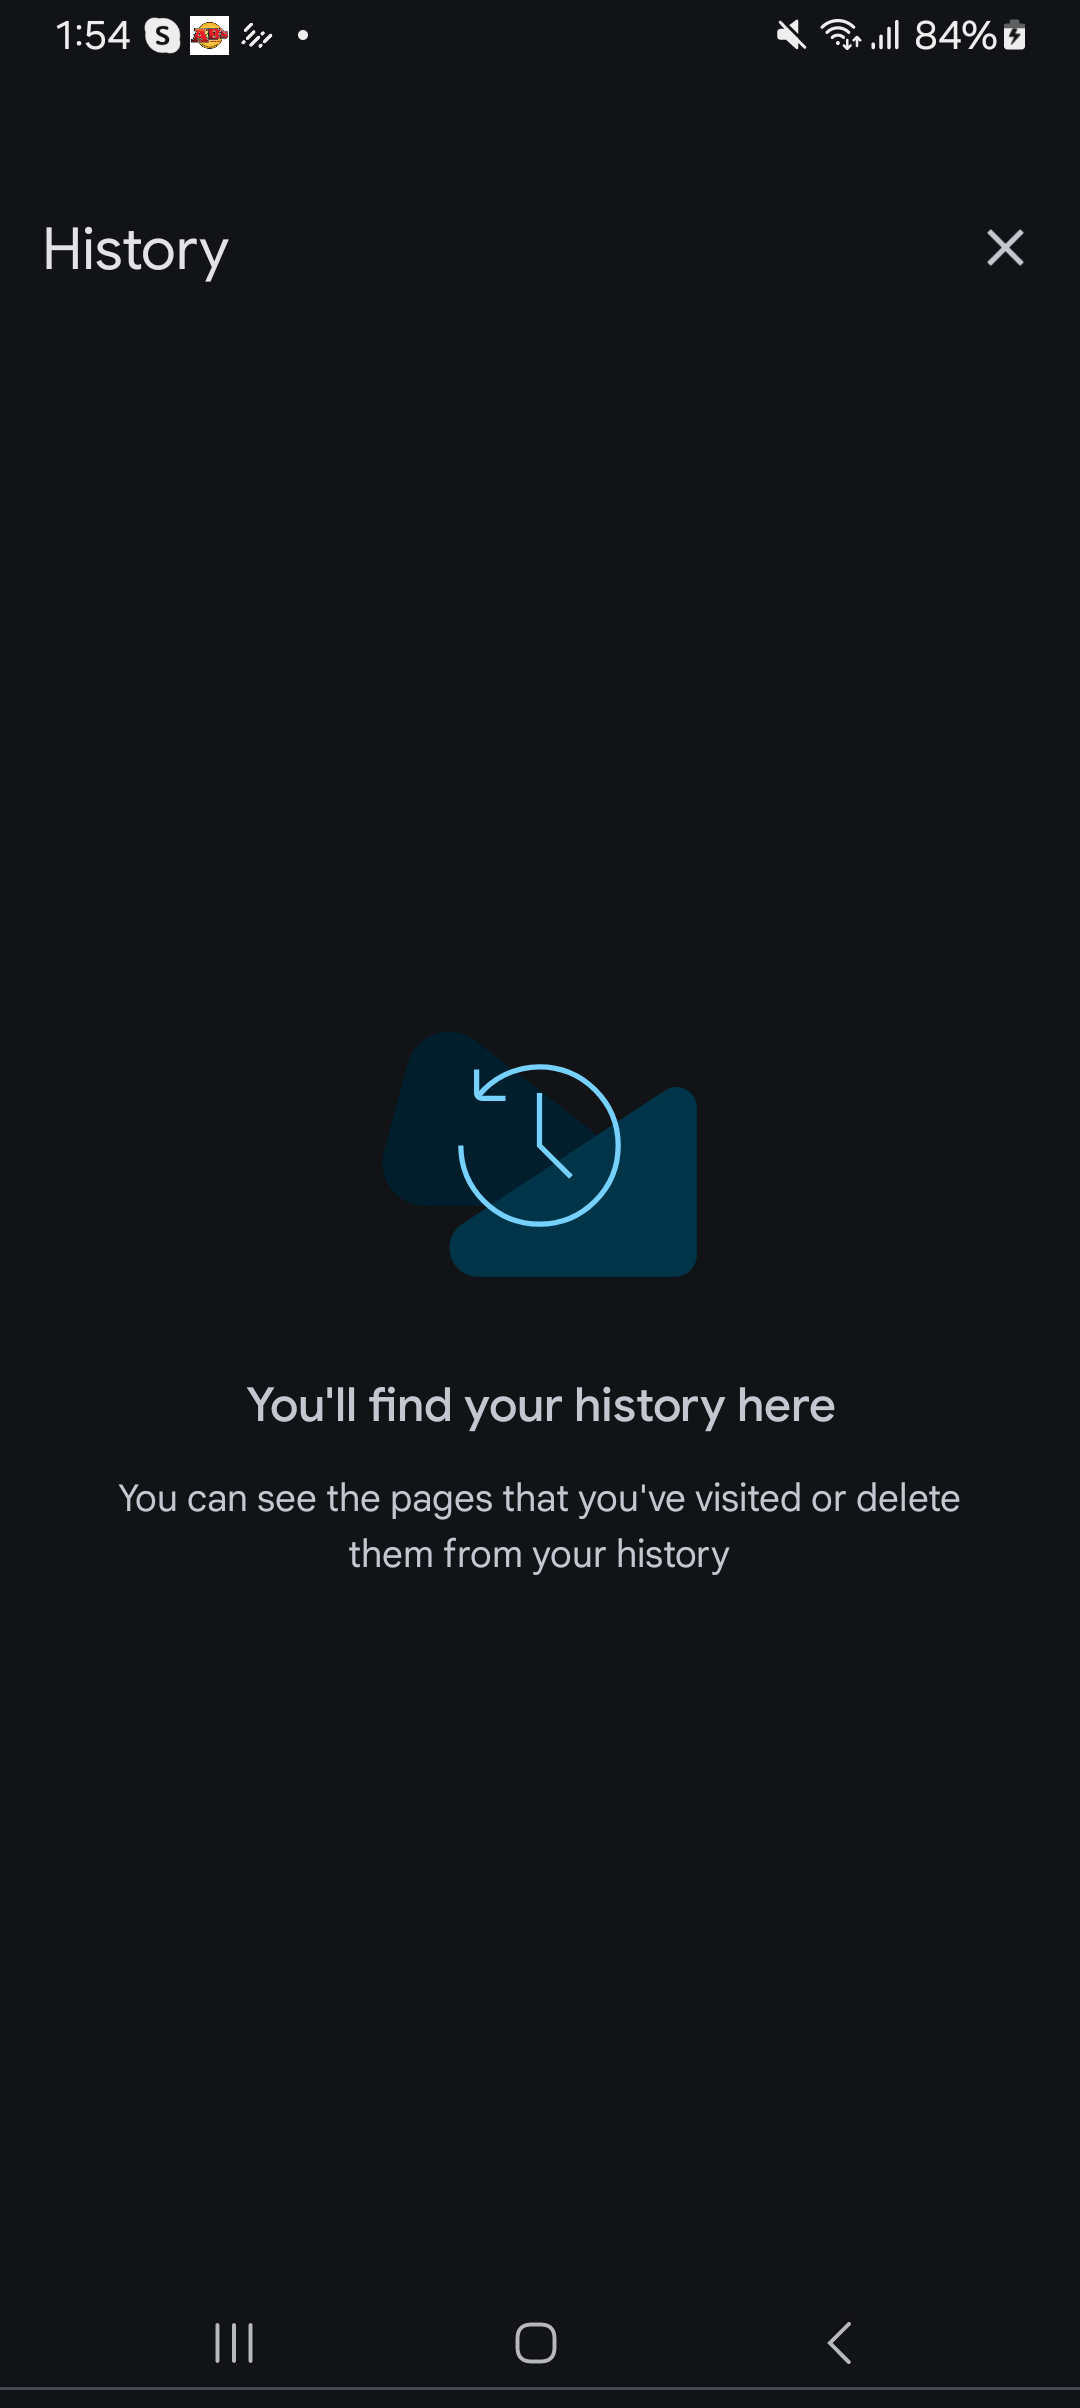 1:54
84%
History
You'll find your history here
You can see the pages that you've visited or delete
them from your history